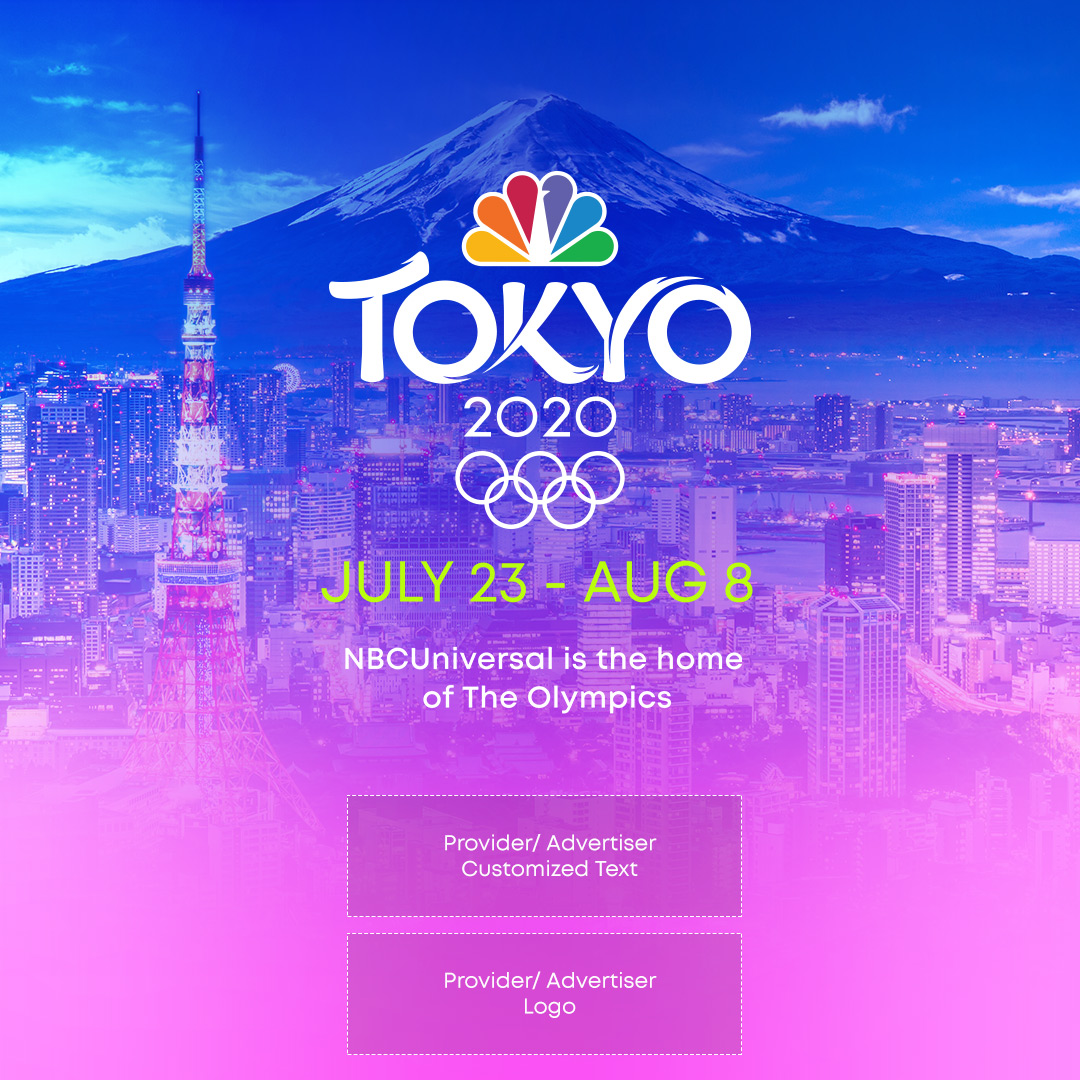 TOKYO
2020
JULY 23 - AUG 8
NBCUniversal is the home
of The Olympics
Provider/ Advertiser
Customized Text
Provider/ Advertiser
Logo